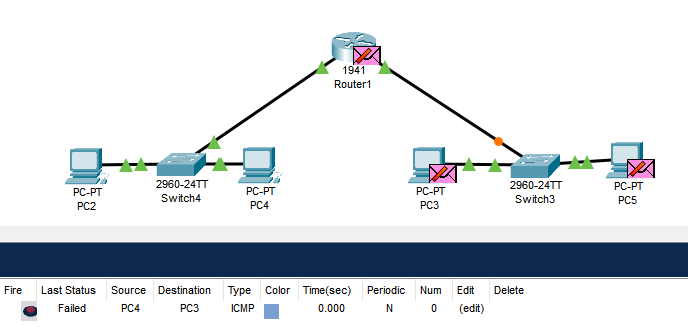 1941
Router1
PC-PT
PC2
2960-24TT
Switch4
PC-PT
PC4
PC-PT
PC3
2960-24TT
Switch3
PC-PT
PC5
Fire Last Status Source Destination Type Color Time(sec) Periodic Num Edit Delete
Failed PC4 PC3 ICMP 0.000 N 0 (edit)